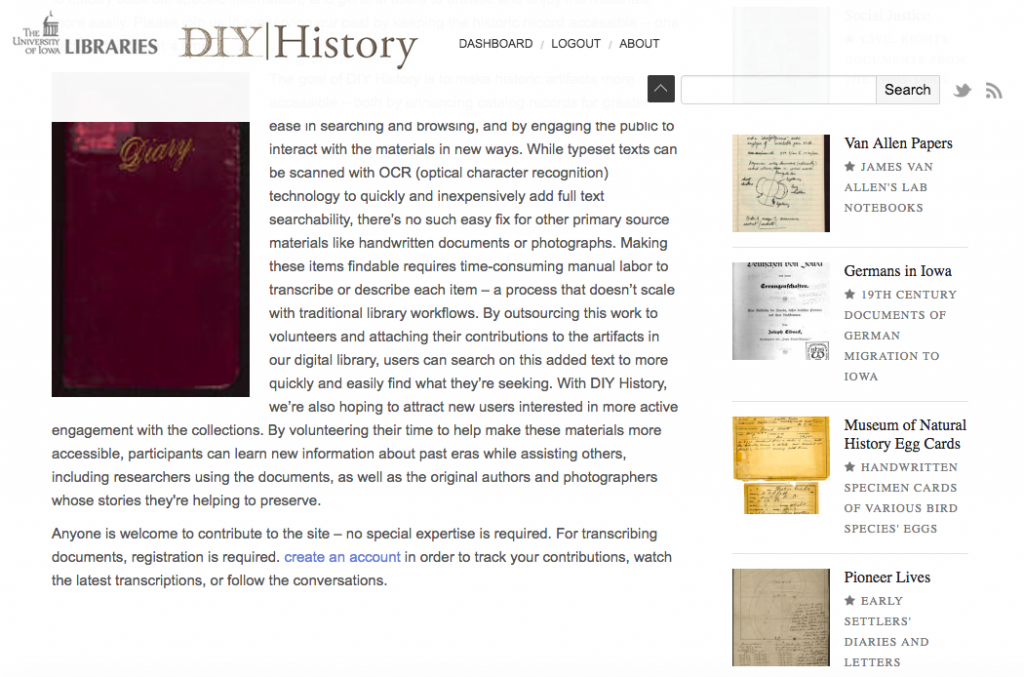 THE
UNIVERSITY
OF IOWA LIBRARIES
DIY|History
DASHBOARD / LOGOUT / ABOUT
Search
Diary.
The goal of DIY History is to make historic artifacts more
accessible – both by enhancing catalog records for greater
ease in searching and browsing, and by engaging the public to
interact with the materials in new ways. While typeset texts can
be scanned with OCR (optical character recognition)
technology to quickly and inexpensively add full text
searchability, there's no such easy fix for other primary source
materials like handwritten documents or photographs. Making
these items findable requires time-consuming manual labor to
transcribe or describe each item – a process that doesn't scale
with traditional library workflows. By outsourcing this work to
volunteers and attaching their contributions to the artifacts in
our digital library, users can search on this added text to more
quickly and easily find what they're seeking. With DIY History,
we're also hoping to attract new users interested in more active
engagement with the collections. By volunteering their time to help make these materials more
accessible, participants can learn new information about past eras while assisting others,
including researchers using the documents, as well as the original authors and photographers
whose stories they're helping to preserve.
Anyone is welcome to contribute to the site – no special expertise is required. For transcribing
documents, registration is required. create an account in order to track your contributions, watch
the latest transcriptions, or follow the conversations.
Social Justice
Van Allen Papers
★ JAMES VAN
ALLEN'S LAB
NOTEBOOKS
Germans in Iowa
★ 19TH CENTURY
DOCUMENTS OF
GERMAN
MIGRATION TO
IOWA
Museum of Natural
History Egg Cards
★ HANDWRITTEN
SPECIMEN CARDS
OF VARIOUS BIRD
SPECIES' EGGS
Pioneer Lives
★ EARLY
SETTLERS'
DIARIES AND
LETTERS